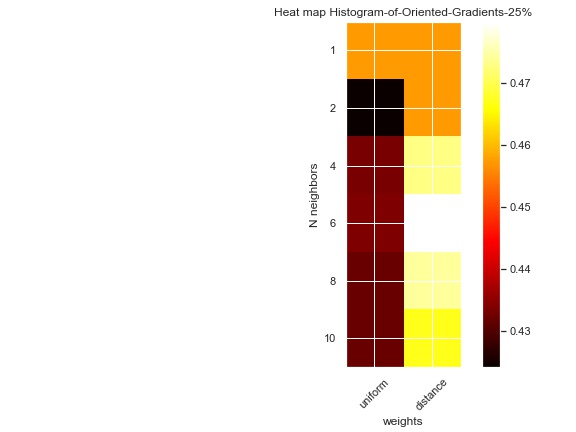 Heat map Histogram-of-Oriented-Gradients-25%
1
2
4
6
8
10
N neighbors
uniform
distance
weights
0.47
0.46
0.45
0.44
0.43